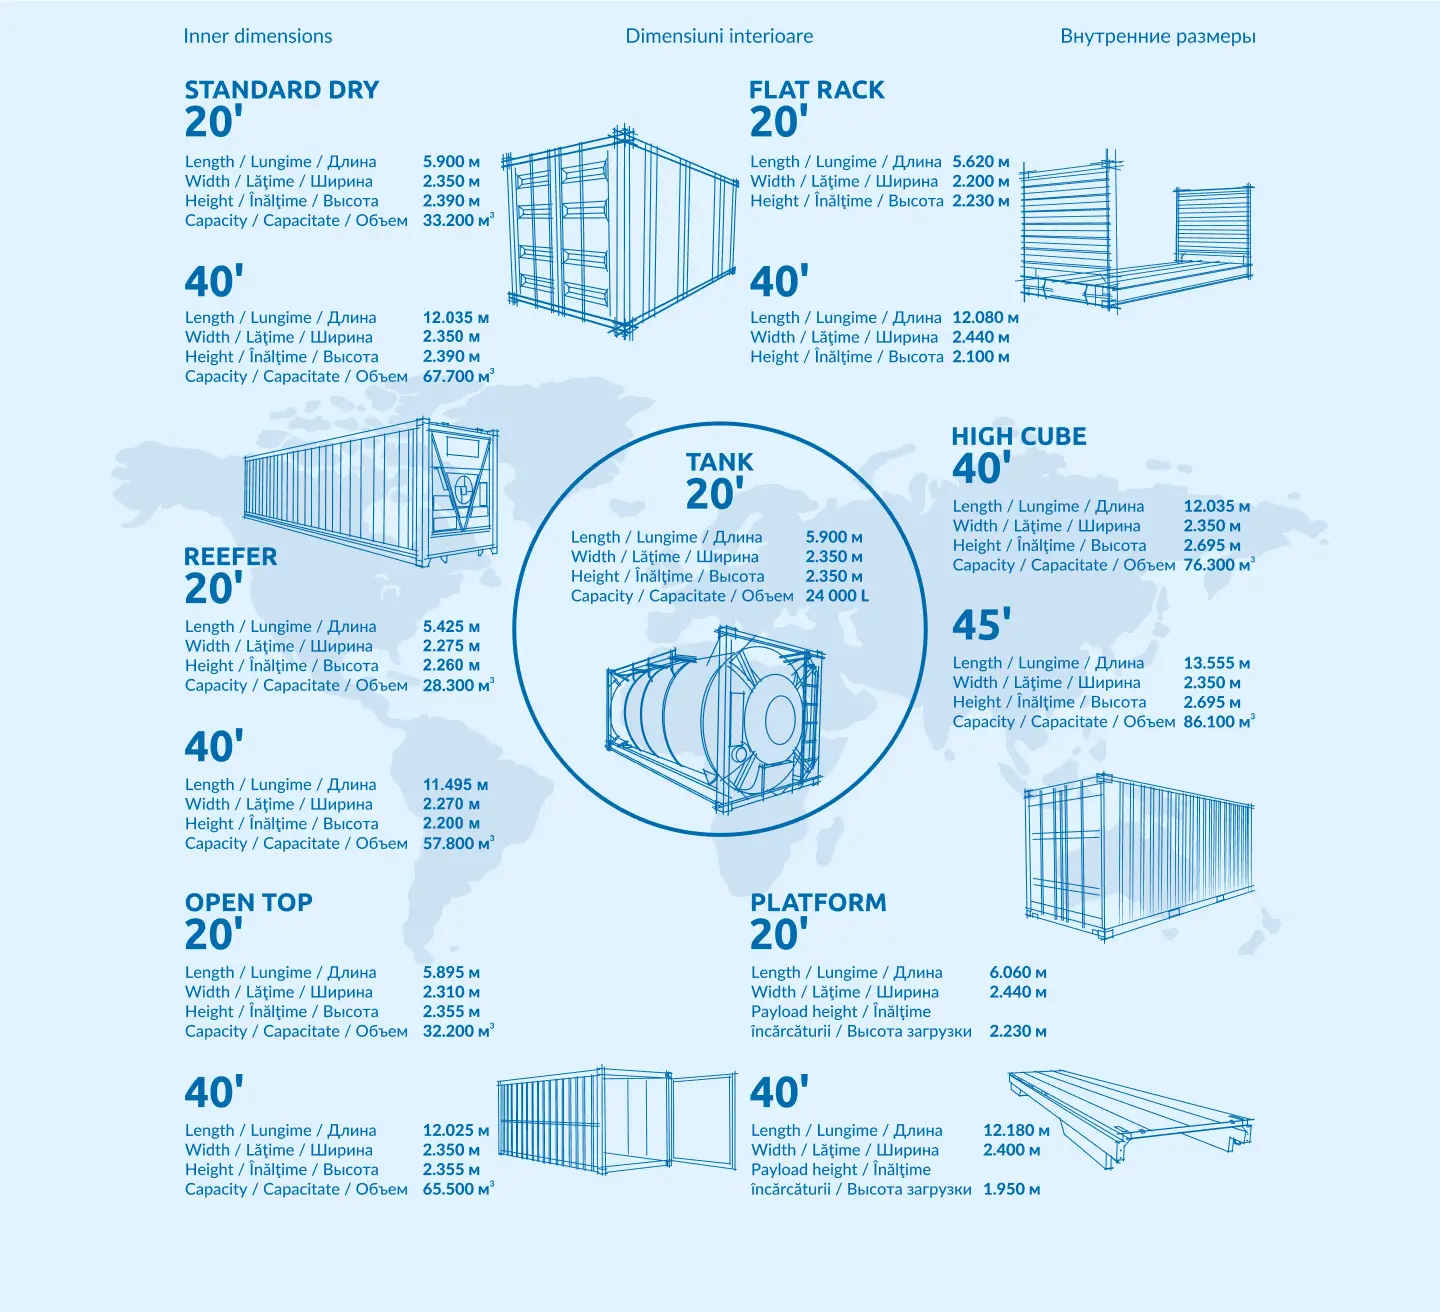 Inner dimensions
Dimensiuni interioare
Внутренние размеры
STANDARD DRY
20'
Length / Lungime / Длина 5.900 м
Width / Lăţime / Ширина 2.350 м
Height / Înălţime / Высота 2.390 м
Capacity / Capacitate / Объем 33.200 м³
40'
Length / Lungime / Длина 12.035 м
Width / Lăţime / Ширина 2.350 м
Height / Înălţime / Высота 2.390 м
Capacity / Capacitate / Объем 67.700 м³
FLAT RACK
20'
Length / Lungime / Длина 5.620 м
Width / Lăţime / Ширина 2.200 м
Height / Înălţime / Высота 2.230 м
40'
Length / Lungime / Длина 12.080 м
Width / Lăţime / Ширина 2.440 м
Height / Înălţime / Высота 2.100 м
REEFER
20'
Length / Lungime / Длина 5.425 м
Width / Lăţime / Ширина 2.275 м
Height / Înălţime / Высота 2.260 м
Capacity / Capacitate / Объем 28.300 м³
40'
Length / Lungime / Длина 11.495 м
Width / Lăţime / Ширина 2.270 м
Height / Înălţime / Высота 2.200 м
Capacity / Capacitate / Объем 57.800 м³
TANK
20'
Length / Lungime / Длина 5.900 м
Width / Lăţime / Ширина 2.350 м
Height / Înălţime / Высота 2.350 м
Capacity / Capacitate / Объем 24 000 L
HIGH CUBE
40'
Length / Lungime / Длина 12.035 м
Width / Lăţime / Ширина 2.350 м
Height / Înălţime / Высота 2.695 м
Capacity / Capacitate / Объем 76.300 м³
45'
Length / Lungime / Длина 13.555 м
Width / Lăţime / Ширина 2.350 м
Height / Înălţime / Высота 2.695 м
Capacity / Capacitate / Объем 86.100 м³
OPEN TOP
20'
Length / Lungime / Длина 5.895 м
Width / Lăţime / Ширина 2.310 м
Height / Înălţime / Высота 2.355 м
Capacity / Capacitate / Объем 32.200 м³
40'
Length / Lungime / Длина 12.025 м
Width / Lăţime / Ширина 2.350 м
Height / Înălţime / Высота 2.355 м
Capacity / Capacitate / Объем 65.500 м³
PLATFORM
20'
Length / Lungime / Длина 6.060 м
Width / Lăţime / Ширина 2.440 м
Payload height / Înălţime
încărcăturii / Высота загрузки 2.230 м
40'
Length / Lungime / Длина 12.180 м
Width / Lăţime / Ширина 2.400 м
Payload height / Înălţime
încărcăturii / Высота загрузки 1.950 м